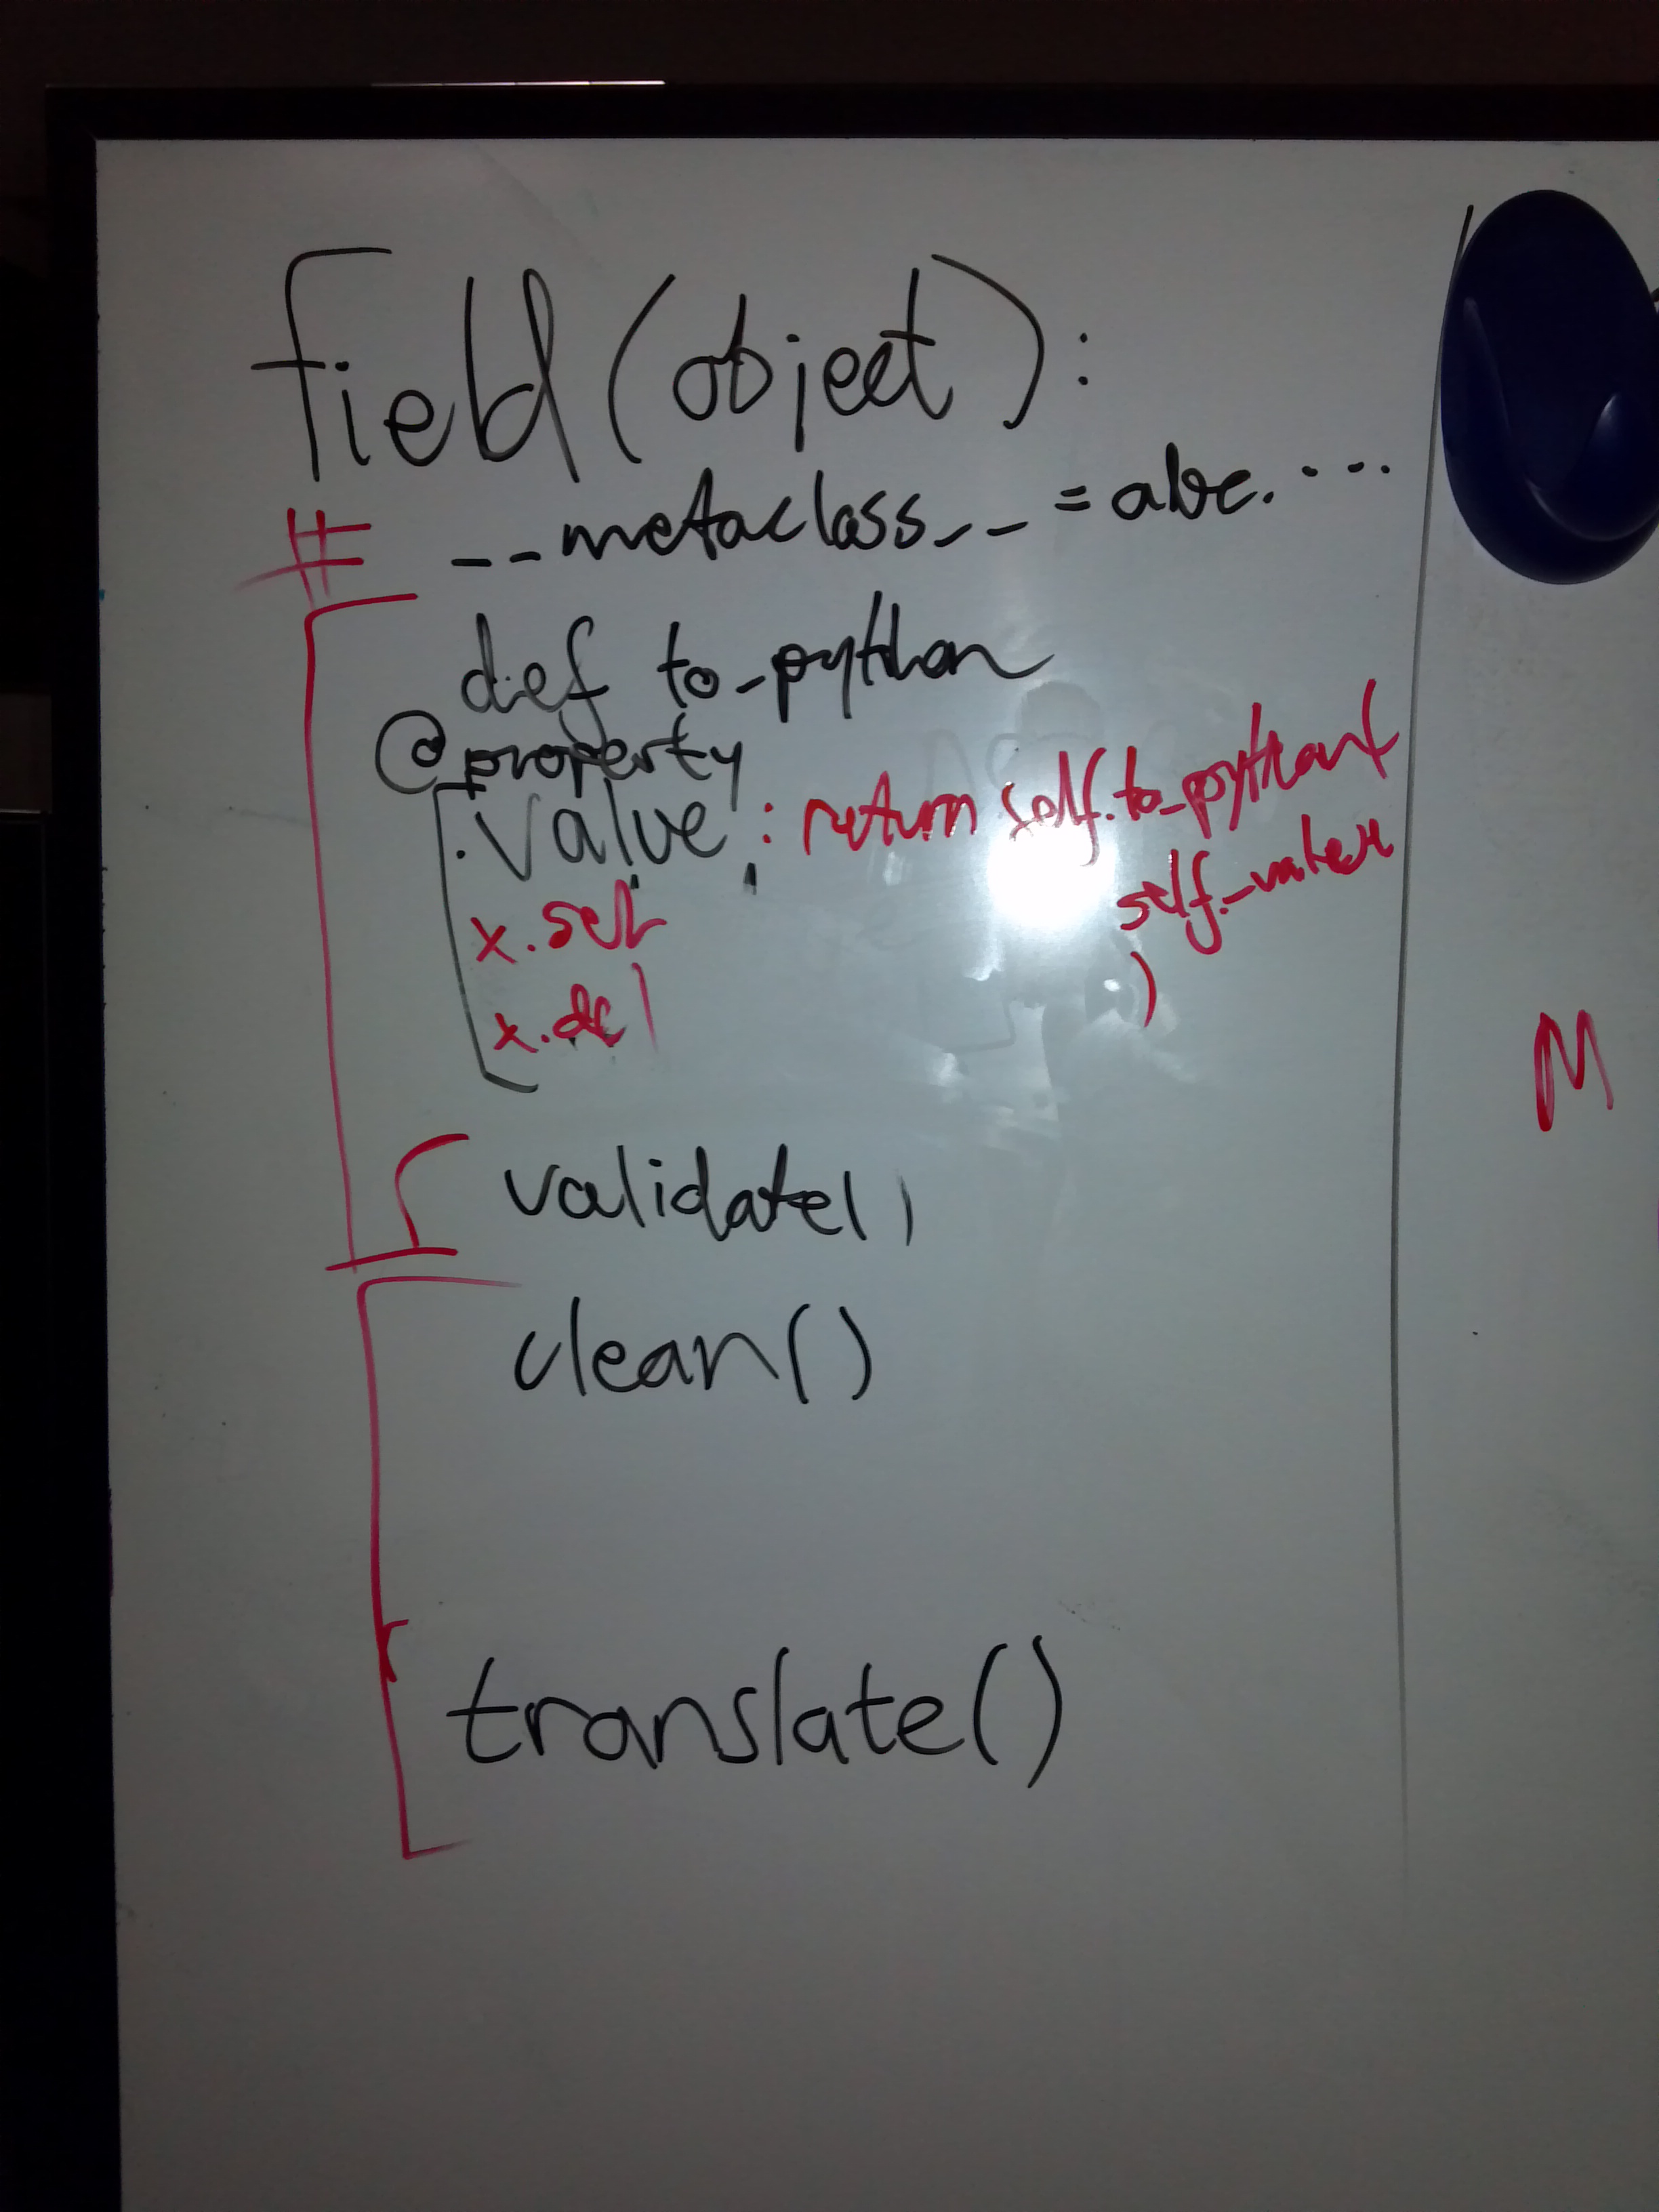 Field(object):
# __metaclass__ = abc. ...
def to_python
@property
.value : return self.to_python(
self._value
)
x.set
x.del
validate()
clean()
translate()
M